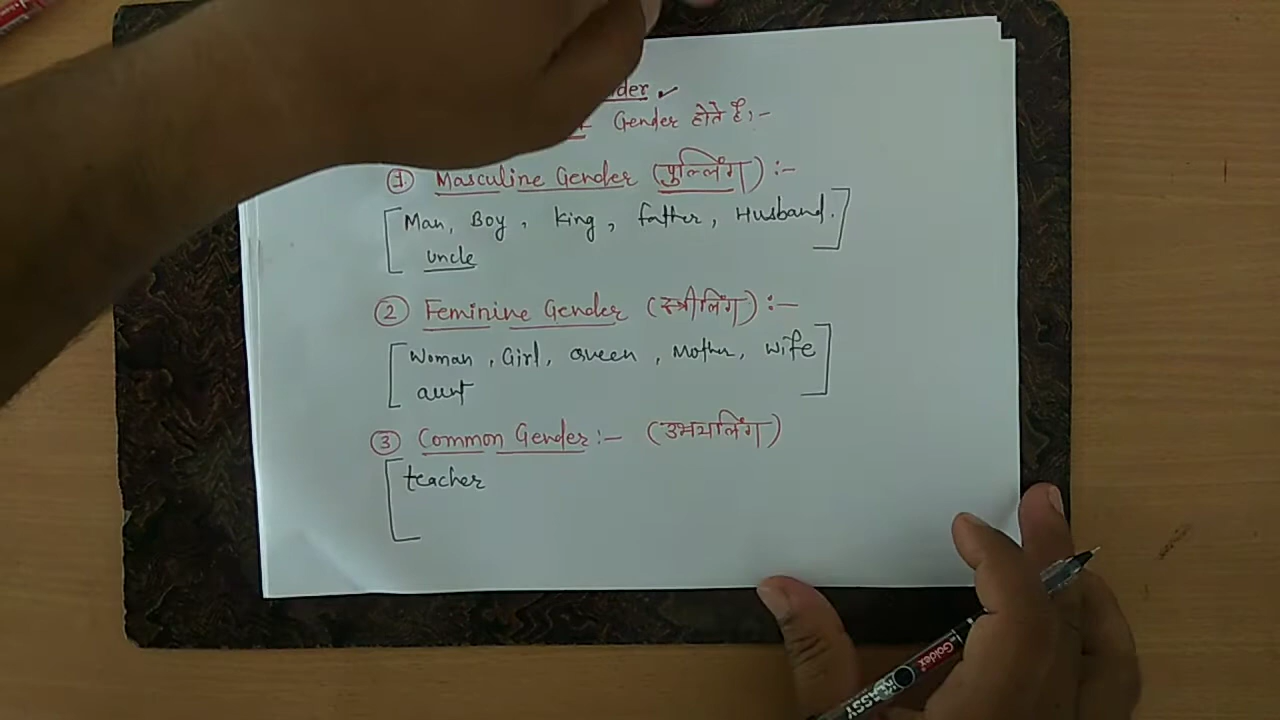 Gender होते है,-
① Masculine Gender (पुल्लिंग) :-
Man, Boy, King, father, Husband.
uncle
② Feminine Gender (स्त्रीलिंग) :-
Woman, Girl, Queen, Mother, wife
aunt
③ Common Gender:- (उभयलिंग)
teacher
Goldex
KLASSY